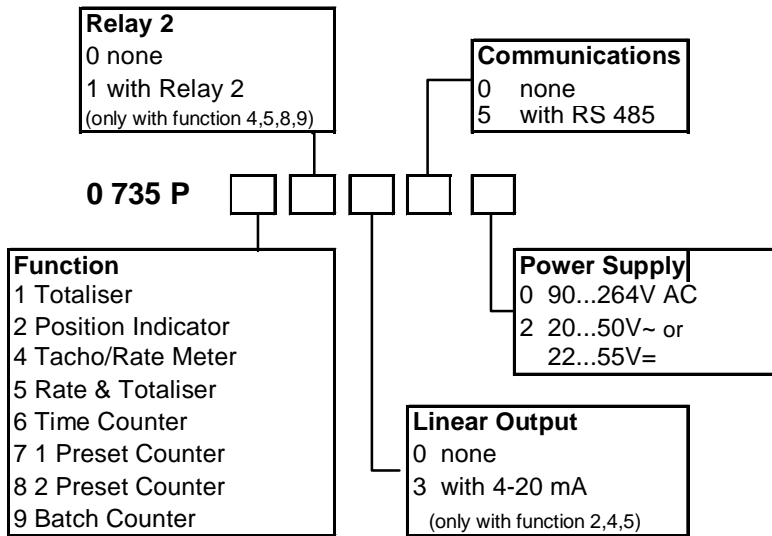 Relay 2
0 none
1 with Relay 2
(only with function 4,5,8,9)
Communications
0 none
5 with RS 485
0 735 P
Function
1 Totaliser
2 Position Indicator
4 Tacho/Rate Meter
5 Rate & Totaliser
6 Time Counter
7 1 Preset Counter
8 2 Preset Counter
9 Batch Counter
Power Supply
0 90...264V AC
2 20...50V~ or
22...55V=
Linear Output
0 none
3 with 4-20 mA
(only with function 2,4,5)